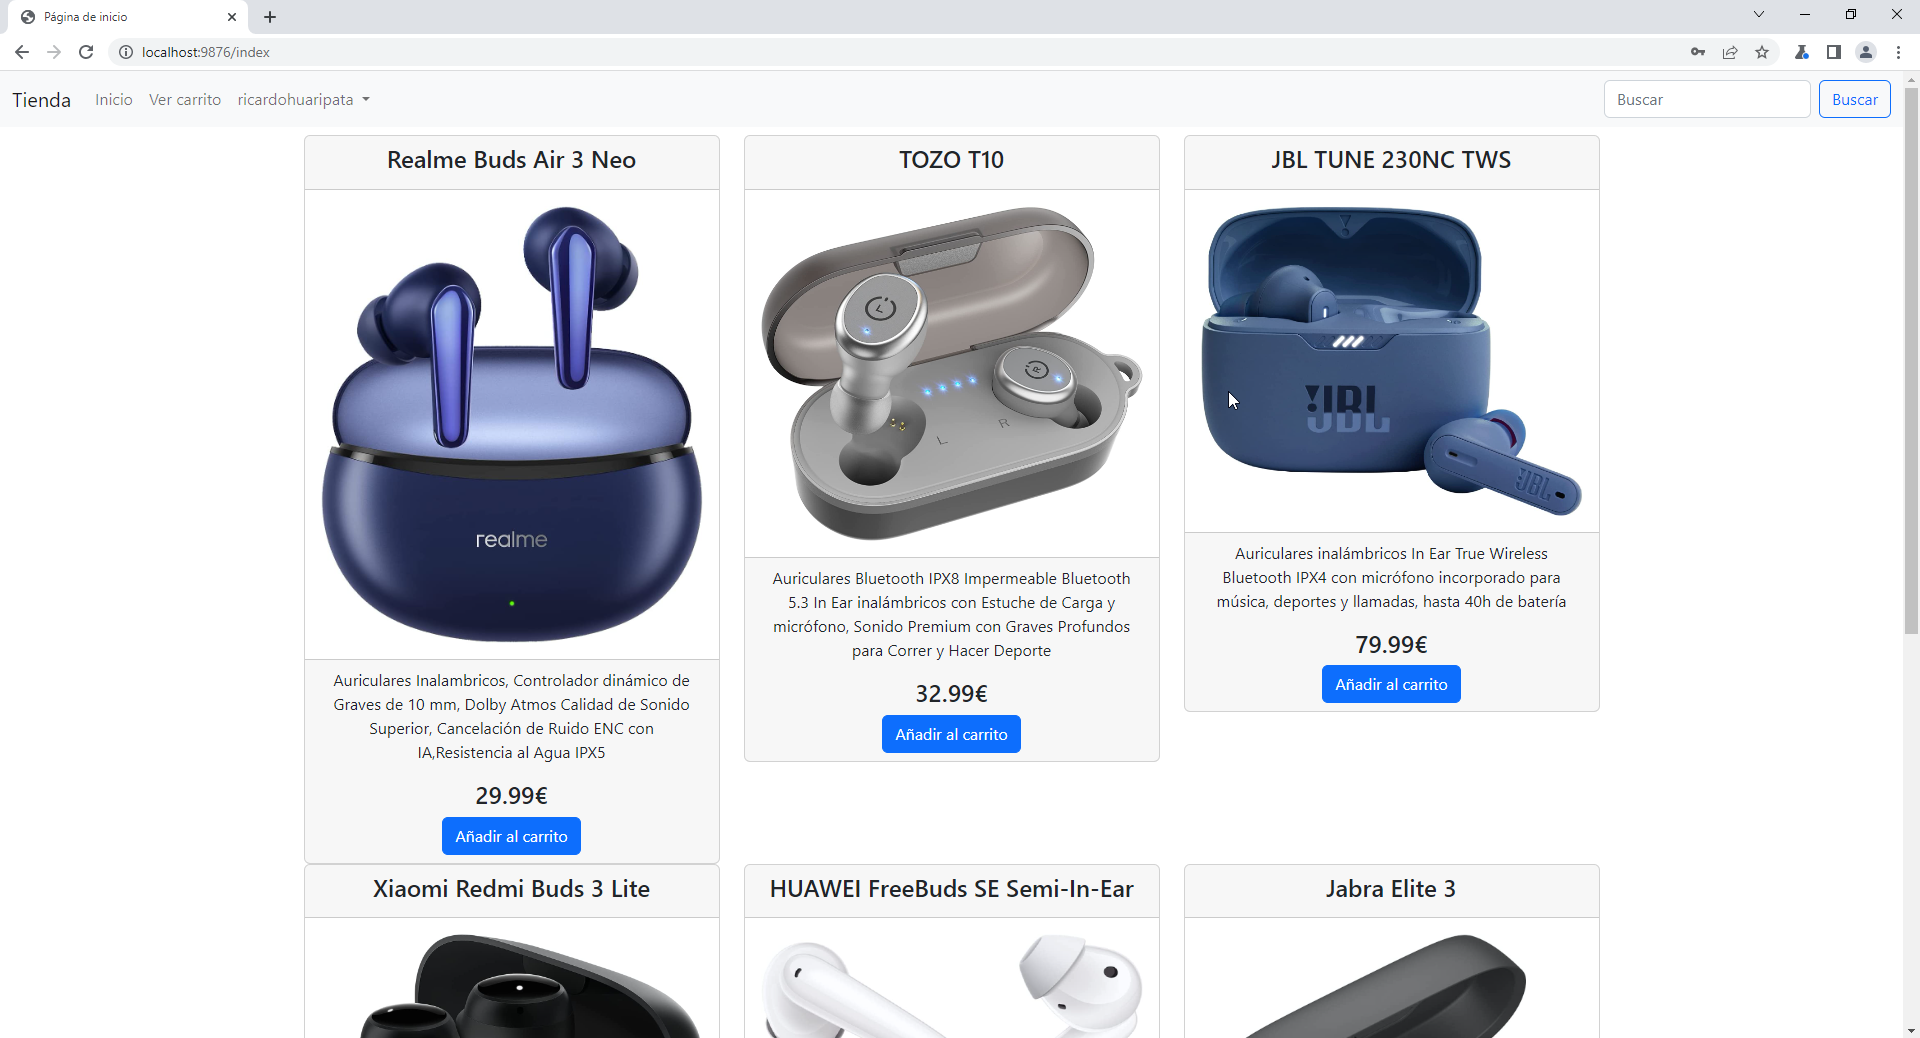 Página de inicio
localhost:9876/index
Tienda Inicio Ver carrito ricardohuaripata Buscar Buscar
Realme Buds Air 3 Neo
realme
Auriculares Inalambricos, Controlador dinámico de
Graves de 10 mm, Dolby Atmos Calidad de Sonido
Superior, Cancelación de Ruido ENC con
IA,Resistencia al Agua IPX5
29.99€
Añadir al carrito
TOZO T10
L
R
L
R
Auriculares Bluetooth IPX8 Impermeable Bluetooth
5.3 In Ear inalámbricos con Estuche de Carga y
micrófono, Sonido Premium con Graves Profundos
para Correr y Hacer Deporte
32.99€
Añadir al carrito
JBL TUNE 230NC TWS
JBL
JBL
Auriculares inalámbricos In Ear True Wireless
Bluetooth IPX4 con micrófono incorporado para
música, deportes y llamadas, hasta 40h de batería
79.99€
Añadir al carrito
Xiaomi Redmi Buds 3 Lite
HUAWEI FreeBuds SE Semi-In-Ear
Jabra Elite 3